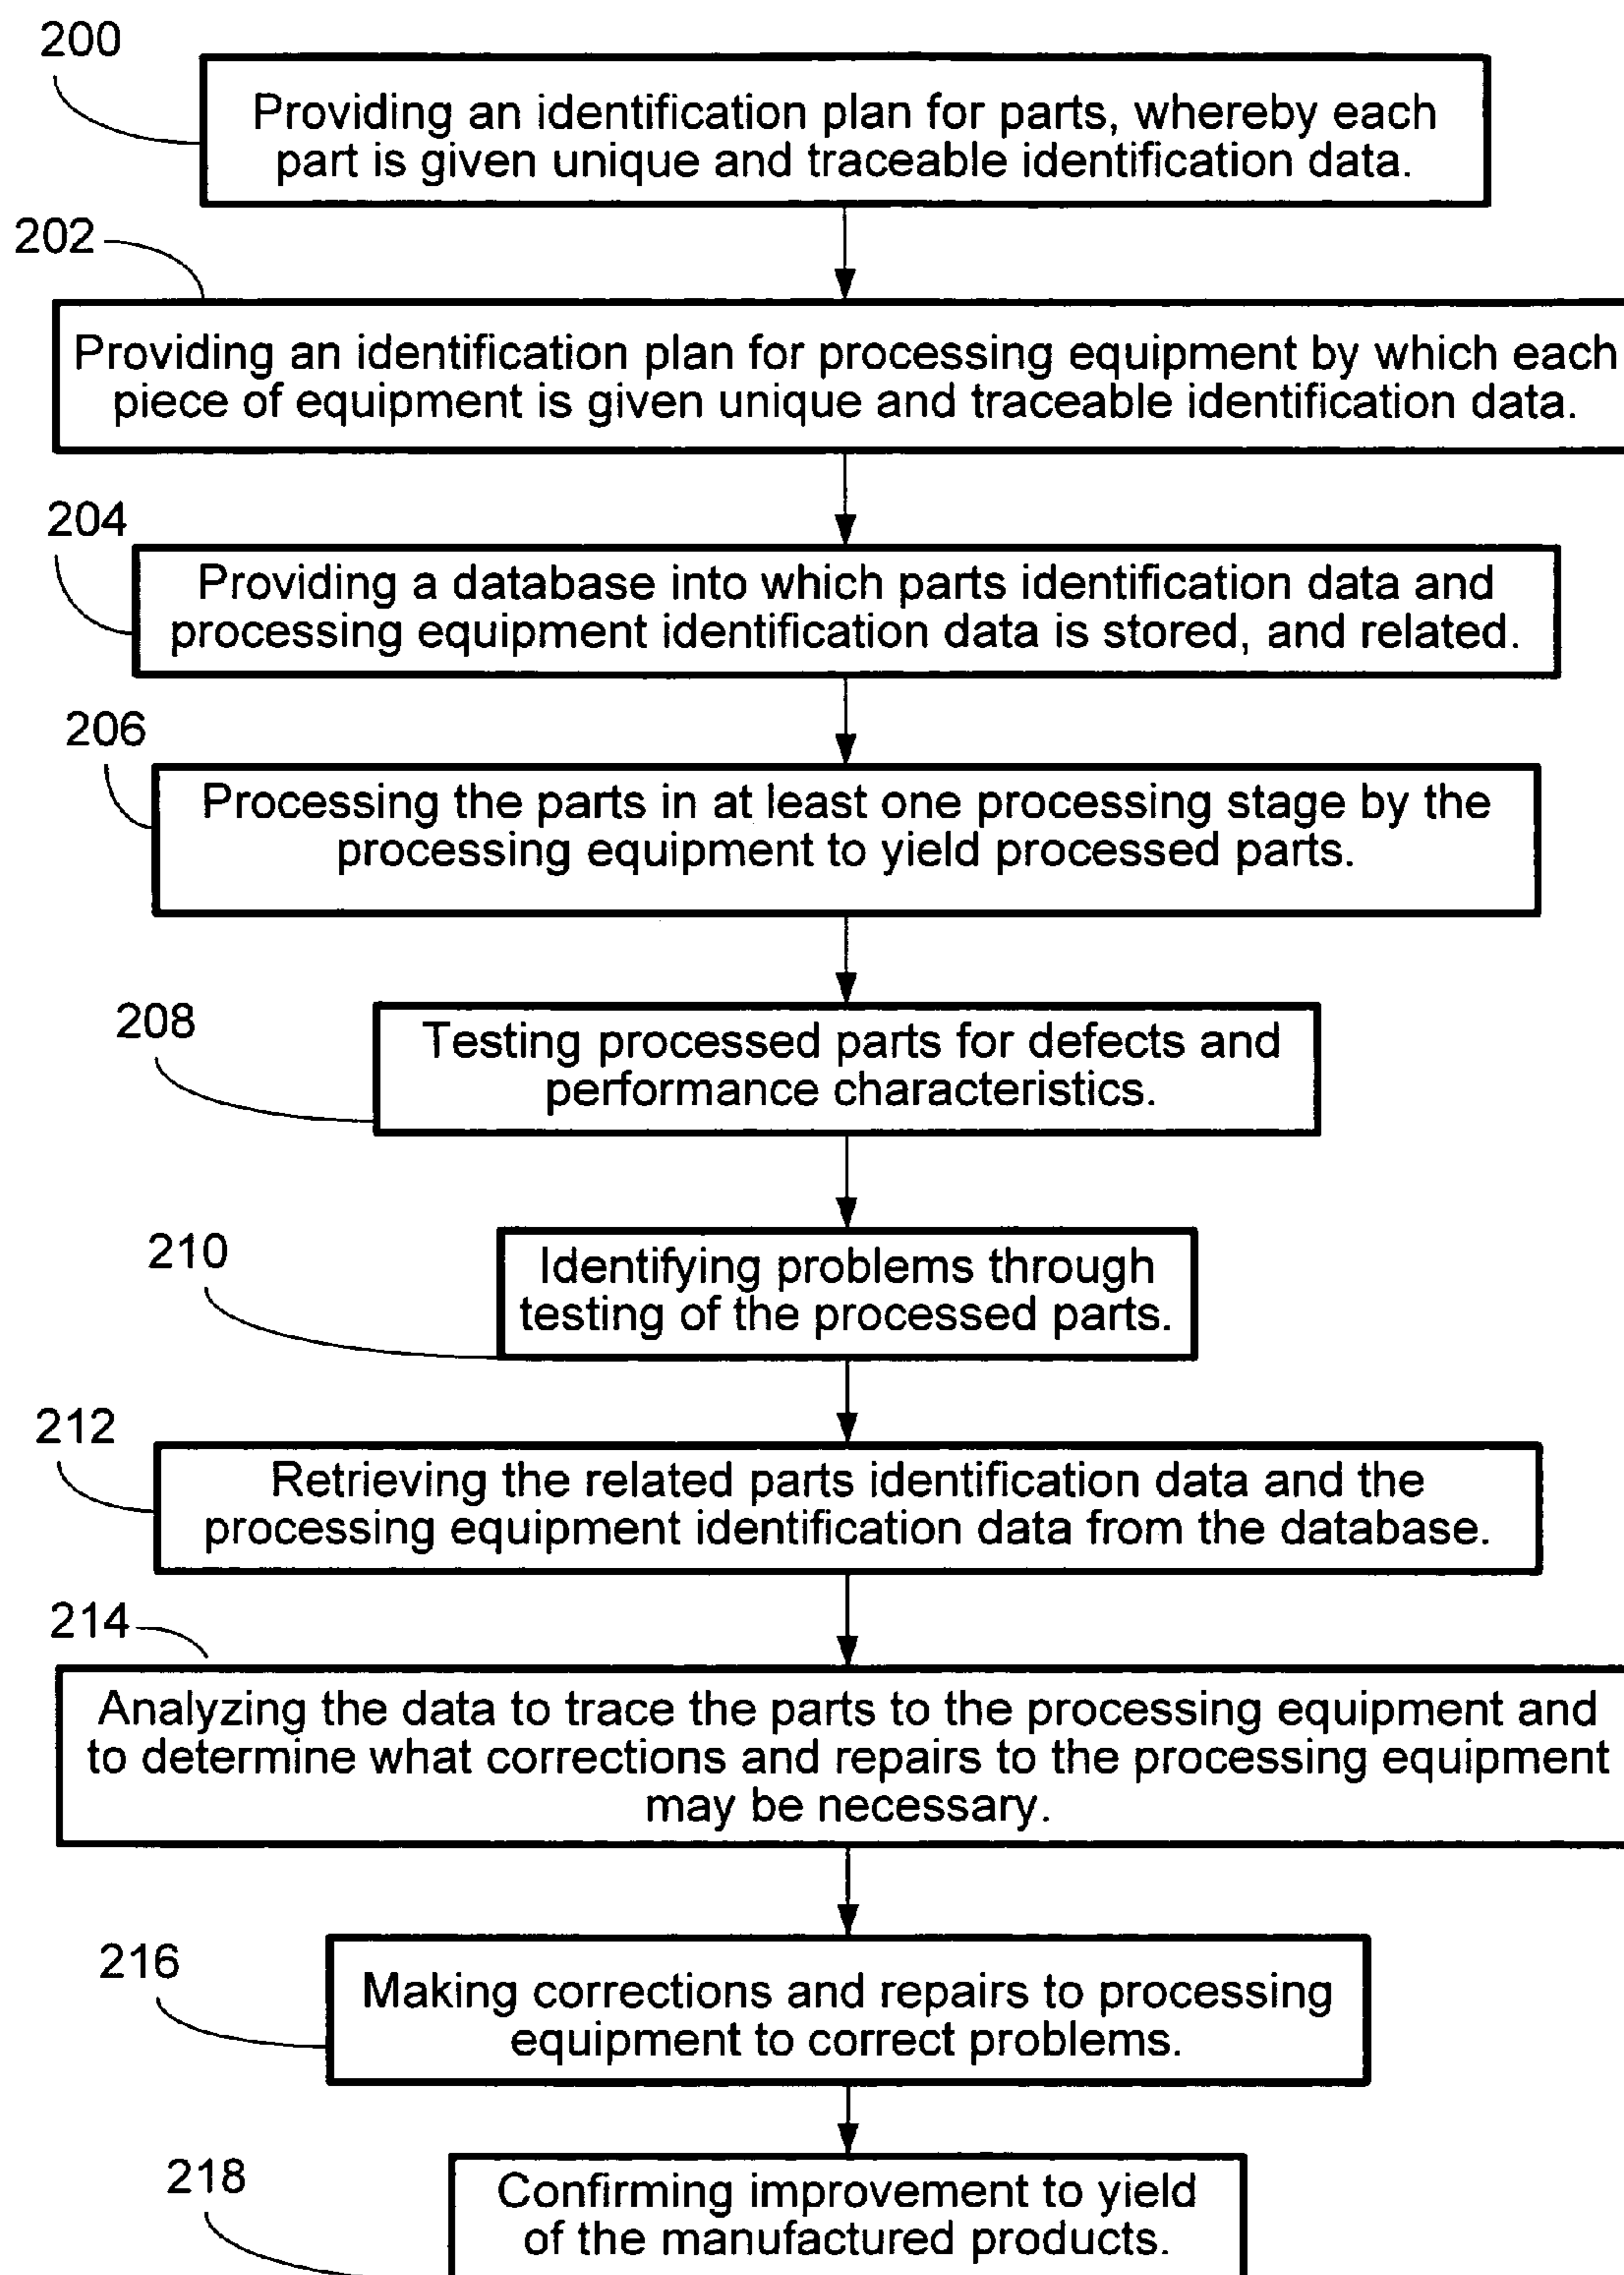 200
Providing an identification plan for parts, whereby each
part is given unique and traceable identification data.
202
Providing an identification plan for processing equipment by which each
piece of equipment is given unique and traceable identification data.
204
Providing a database into which parts identification data and
processing equipment identification data is stored, and related.
206
Processing the parts in at least one processing stage by the
processing equipment to yield processed parts.
208
Testing processed parts for defects and
performance characteristics.
210
Identifying problems through
testing of the processed parts.
212
Retrieving the related parts identification data and the
processing equipment identification data from the database.
214
Analyzing the data to trace the parts to the processing equipment and
to determine what corrections and repairs to the processing equipment
may be necessary.
216
Making corrections and repairs to processing
equipment to correct problems.
218
Confirming improvement to yield
of the manufactured products.